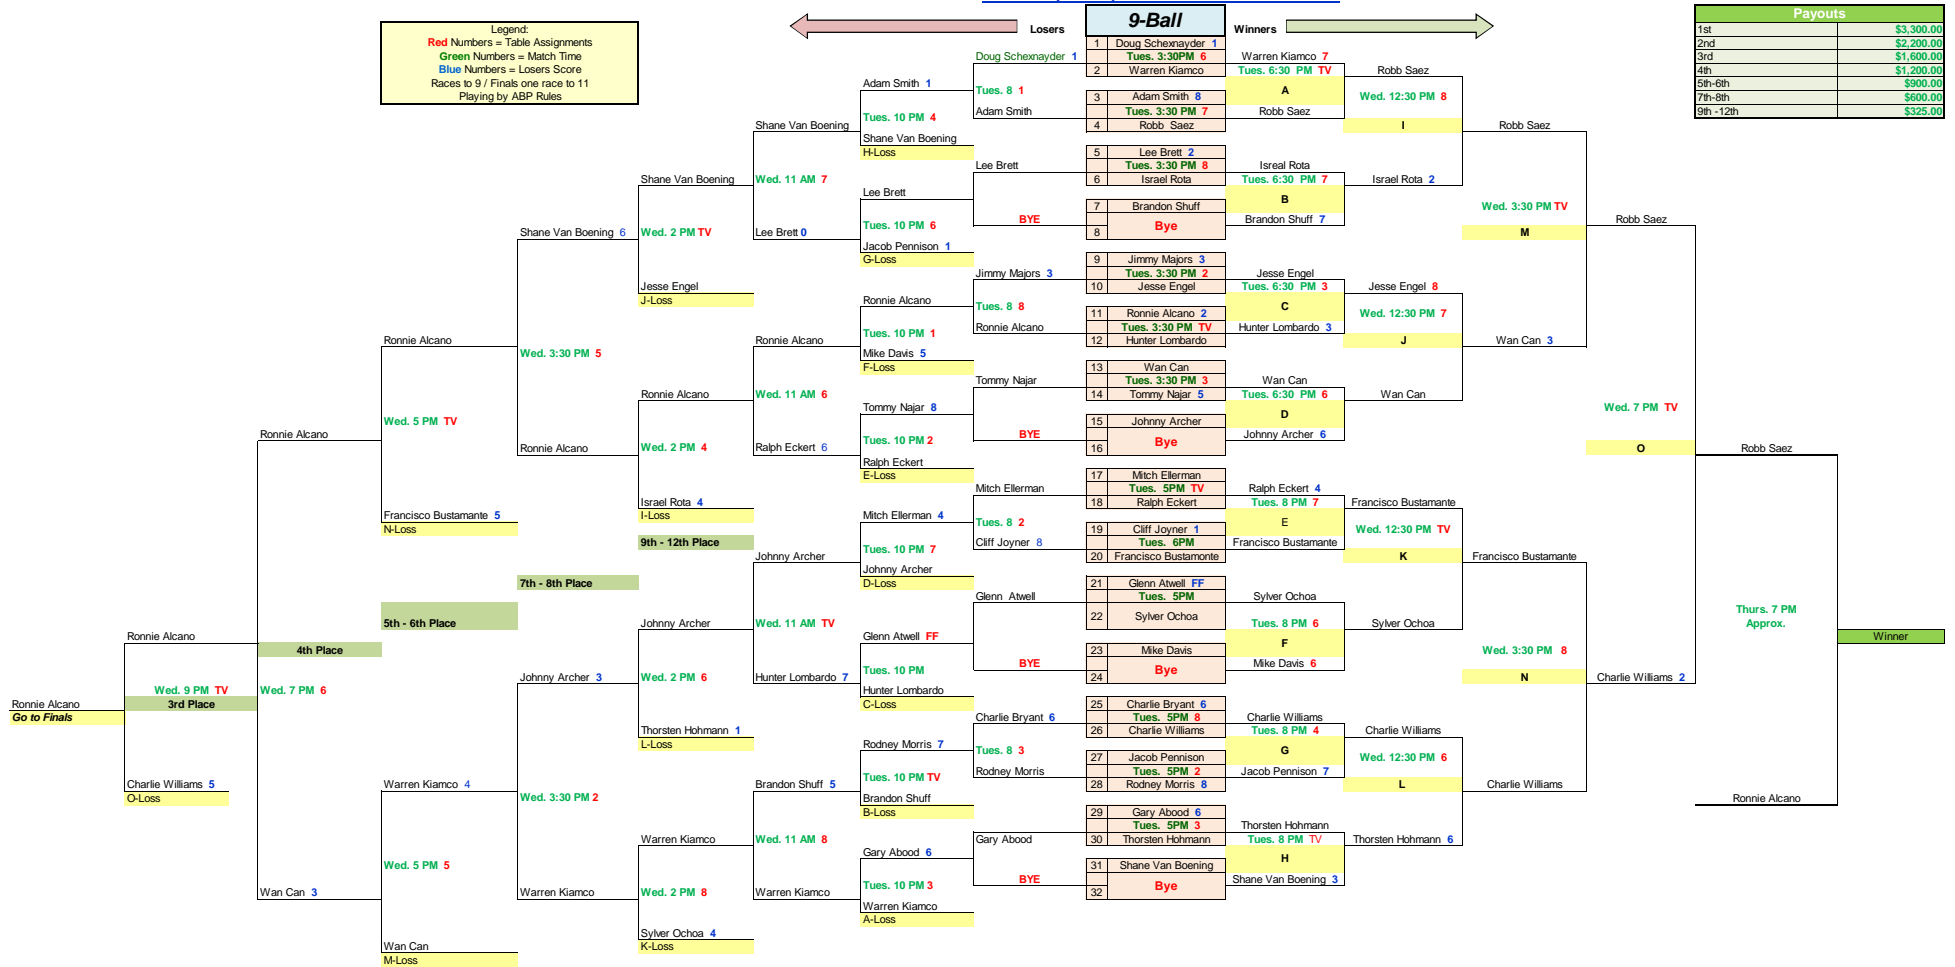 9-Ball
Losers
Winners
Legend:
Red Numbers = Table Assignments
Green Numbers = Match Time
Blue Numbers = Losers Score
Races to 9 / Finals one race to 11
Playing by ABP Rules
Payouts
1st $3,300.00
2nd $2,200.00
3rd $1,600.00
4th $1,200.00
5th-6th $900.00
7th-8th $600.00
9th -12th $325.00
1 Doug Schexnayder 1
Tues. 3:30PM 6
2 Warren Kiamco
3 Adam Smith 8
Tues. 3:30 PM 7
4 Robb Saez
5 Lee Brett 2
Tues. 3:30 PM 8
6 Israel Rota
7 Brandon Shuff
Bye
8
9 Jimmy Majors 3
Tues. 3:30 PM 2
10 Jesse Engel
11 Ronnie Alcano 2
Tues. 3:30 PM TV
12 Hunter Lombardo
13 Wan Can
Tues. 3:30 PM 3
14 Tommy Najar 5
15 Johnny Archer
Bye
16
17 Mitch Ellerman
Tues. 5PM TV
18 Ralph Eckert
19 Cliff Joyner 1
Tues. 6PM
20 Francisco Bustamonte
21 Glenn Atwell FF
Tues. 5PM
22 Sylver Ochoa
23 Mike Davis
Bye
24
25 Charlie Bryant 6
Tues. 5PM 8
26 Charlie Williams
27 Jacob Pennison
Tues. 5PM 2
28 Rodney Morris 8
29 Gary Abood 6
Tues. 5PM 3
30 Thorsten Hohmann
31 Shane Van Boening
Bye
32
Warren Kiamco 7
Tues. 6:30 PM TV
A
Robb Saez
Isreal Rota
Tues. 6:30 PM 7
B
Brandon Shuff 7
Jesse Engel
Tues. 6:30 PM 3
C
Hunter Lombardo 3
Wan Can
Tues. 6:30 PM 6
D
Johnny Archer 6
Ralph Eckert 4
Tues. 8 PM 7
E
Francisco Bustamante
Sylver Ochoa
Tues. 8 PM 6
F
Mike Davis 6
Charlie Williams
Tues. 8 PM 4
G
Jacob Pennison 7
Thorsten Hohmann
Tues. 8 PM TV
H
Shane Van Boening 3
Robb Saez
Wed. 12:30 PM 8
I
Israel Rota 2
Jesse Engel 8
Wed. 12:30 PM 7
J
Wan Can
Francisco Bustamante
Wed. 12:30 PM TV
K
Sylver Ochoa
Charlie Williams
Wed. 12:30 PM 6
L
Thorsten Hohmann 6
Robb Saez
Wed. 3:30 PM TV
M
Wan Can 3
Francisco Bustamante
Wed. 3:30 PM 8
N
Charlie Williams
Robb Saez
Wed. 7 PM TV
O
Charlie Williams 2
Robb Saez
Thurs. 7 PM
Approx.
Ronnie Alcano
Winner
Doug Schexnayder 1
Tues. 8 1
Adam Smith
Lee Brett
BYE
Jimmy Majors 3
Tues. 8 8
Ronnie Alcano
Tommy Najar
BYE
Mitch Ellerman
Tues. 8 2
Cliff Joyner 8
Glenn Atwell
BYE
Charlie Bryant 6
Tues. 8 3
Rodney Morris
Gary Abood
BYE
Adam Smith 1
Tues. 10 PM 4
Shane Van Boening
H-Loss
Lee Brett
Tues. 10 PM 6
Jacob Pennison 1
G-Loss
Ronnie Alcano
Tues. 10 PM 1
Mike Davis 5
F-Loss
Tommy Najar 8
Tues. 10 PM 2
Ralph Eckert
E-Loss
Mitch Ellerman 4
Tues. 10 PM 7
Johnny Archer
D-Loss
Glenn Atwell FF
Tues. 10 PM
Hunter Lombardo
C-Loss
Rodney Morris 7
Tues. 10 PM TV
Brandon Shuff
B-Loss
Gary Abood 6
Tues. 10 PM 3
Warren Kiamco
A-Loss
Shane Van Boening
Wed. 11 AM 7
Lee Brett 0
Ronnie Alcano
Wed. 11 AM 6
Ralph Eckert 6
Johnny Archer
Wed. 11 AM TV
Hunter Lombardo 7
Brandon Shuff 5
Wed. 11 AM 8
Warren Kiamco
Shane Van Boening
Wed. 2 PM TV
Jesse Engel
J-Loss
Ronnie Alcano
Wed. 2 PM 4
Israel Rota 4
I-Loss
9th - 12th Place
Johnny Archer
Wed. 2 PM 6
Thorsten Hohmann 1
L-Loss
Warren Kiamco
Wed. 2 PM 8
Sylver Ochoa 4
K-Loss
Shane Van Boening 6
Wed. 3:30 PM 5
Ronnie Alcano
7th - 8th Place
Johnny Archer 3
Wed. 3:30 PM 2
Warren Kiamco
Ronnie Alcano
Wed. 5 PM TV
Francisco Bustamante 5
N-Loss
5th - 6th Place
Warren Kiamco 4
Wed. 5 PM 5
Wan Can
M-Loss
Ronnie Alcano
4th Place
Wed. 7 PM 6
Wan Can 3
Ronnie Alcano
Wed. 9 PM TV
3rd Place
Charlie Williams 5
O-Loss
Ronnie Alcano
Go to Finals